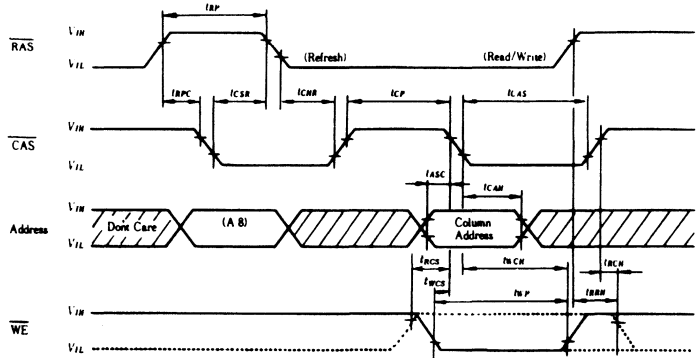 tRP
RAS VIH VIL (Refresh) (Read/Write)
tRPC tCSR tCHR tCP tCAS
CAS VIH VIL
tASC tCAH
Address VIH VIL Dont Care (A 8) Column Address
tRCS tWCH tRCH
tWCS tWP tRRH
WE VIH VIL